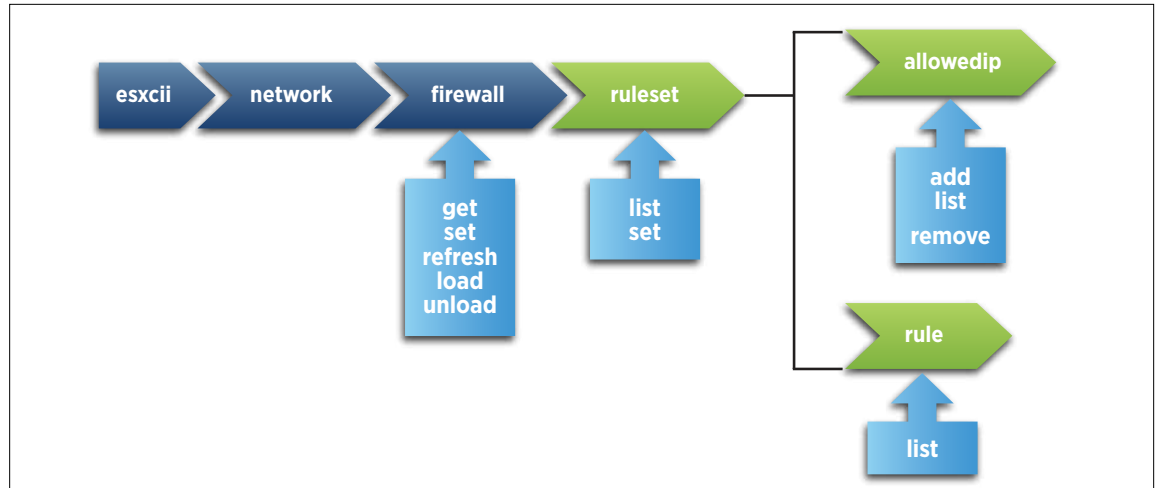 esxcii
network
firewall
ruleset
allowedip
get
set
refresh
load
unload
list
set
add
list
remove
rule
list